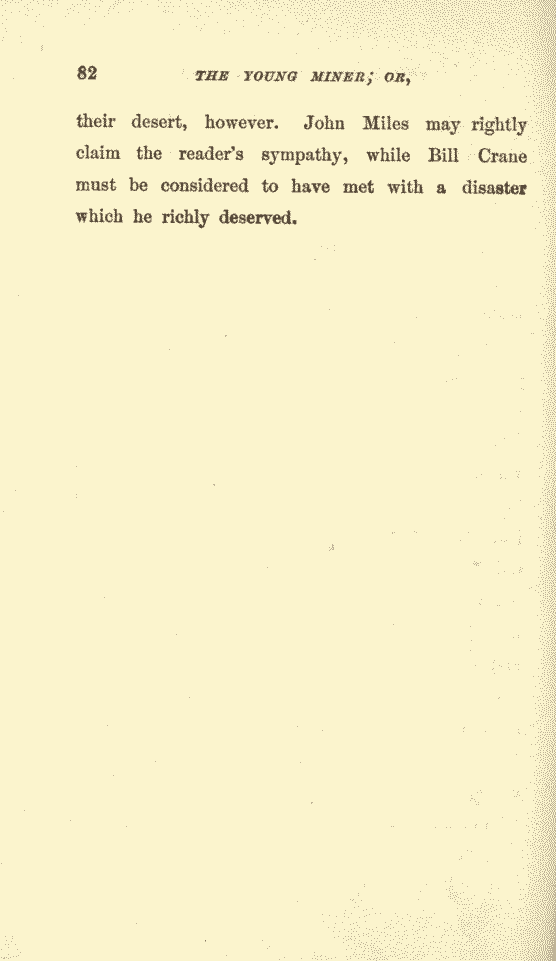 82 THE YOUNG MINER; OR,
their desert, however. John Miles may rightly
claim the reader's sympathy, while Bill Crane
must be considered to have met with a disaster
which he richly deserved.